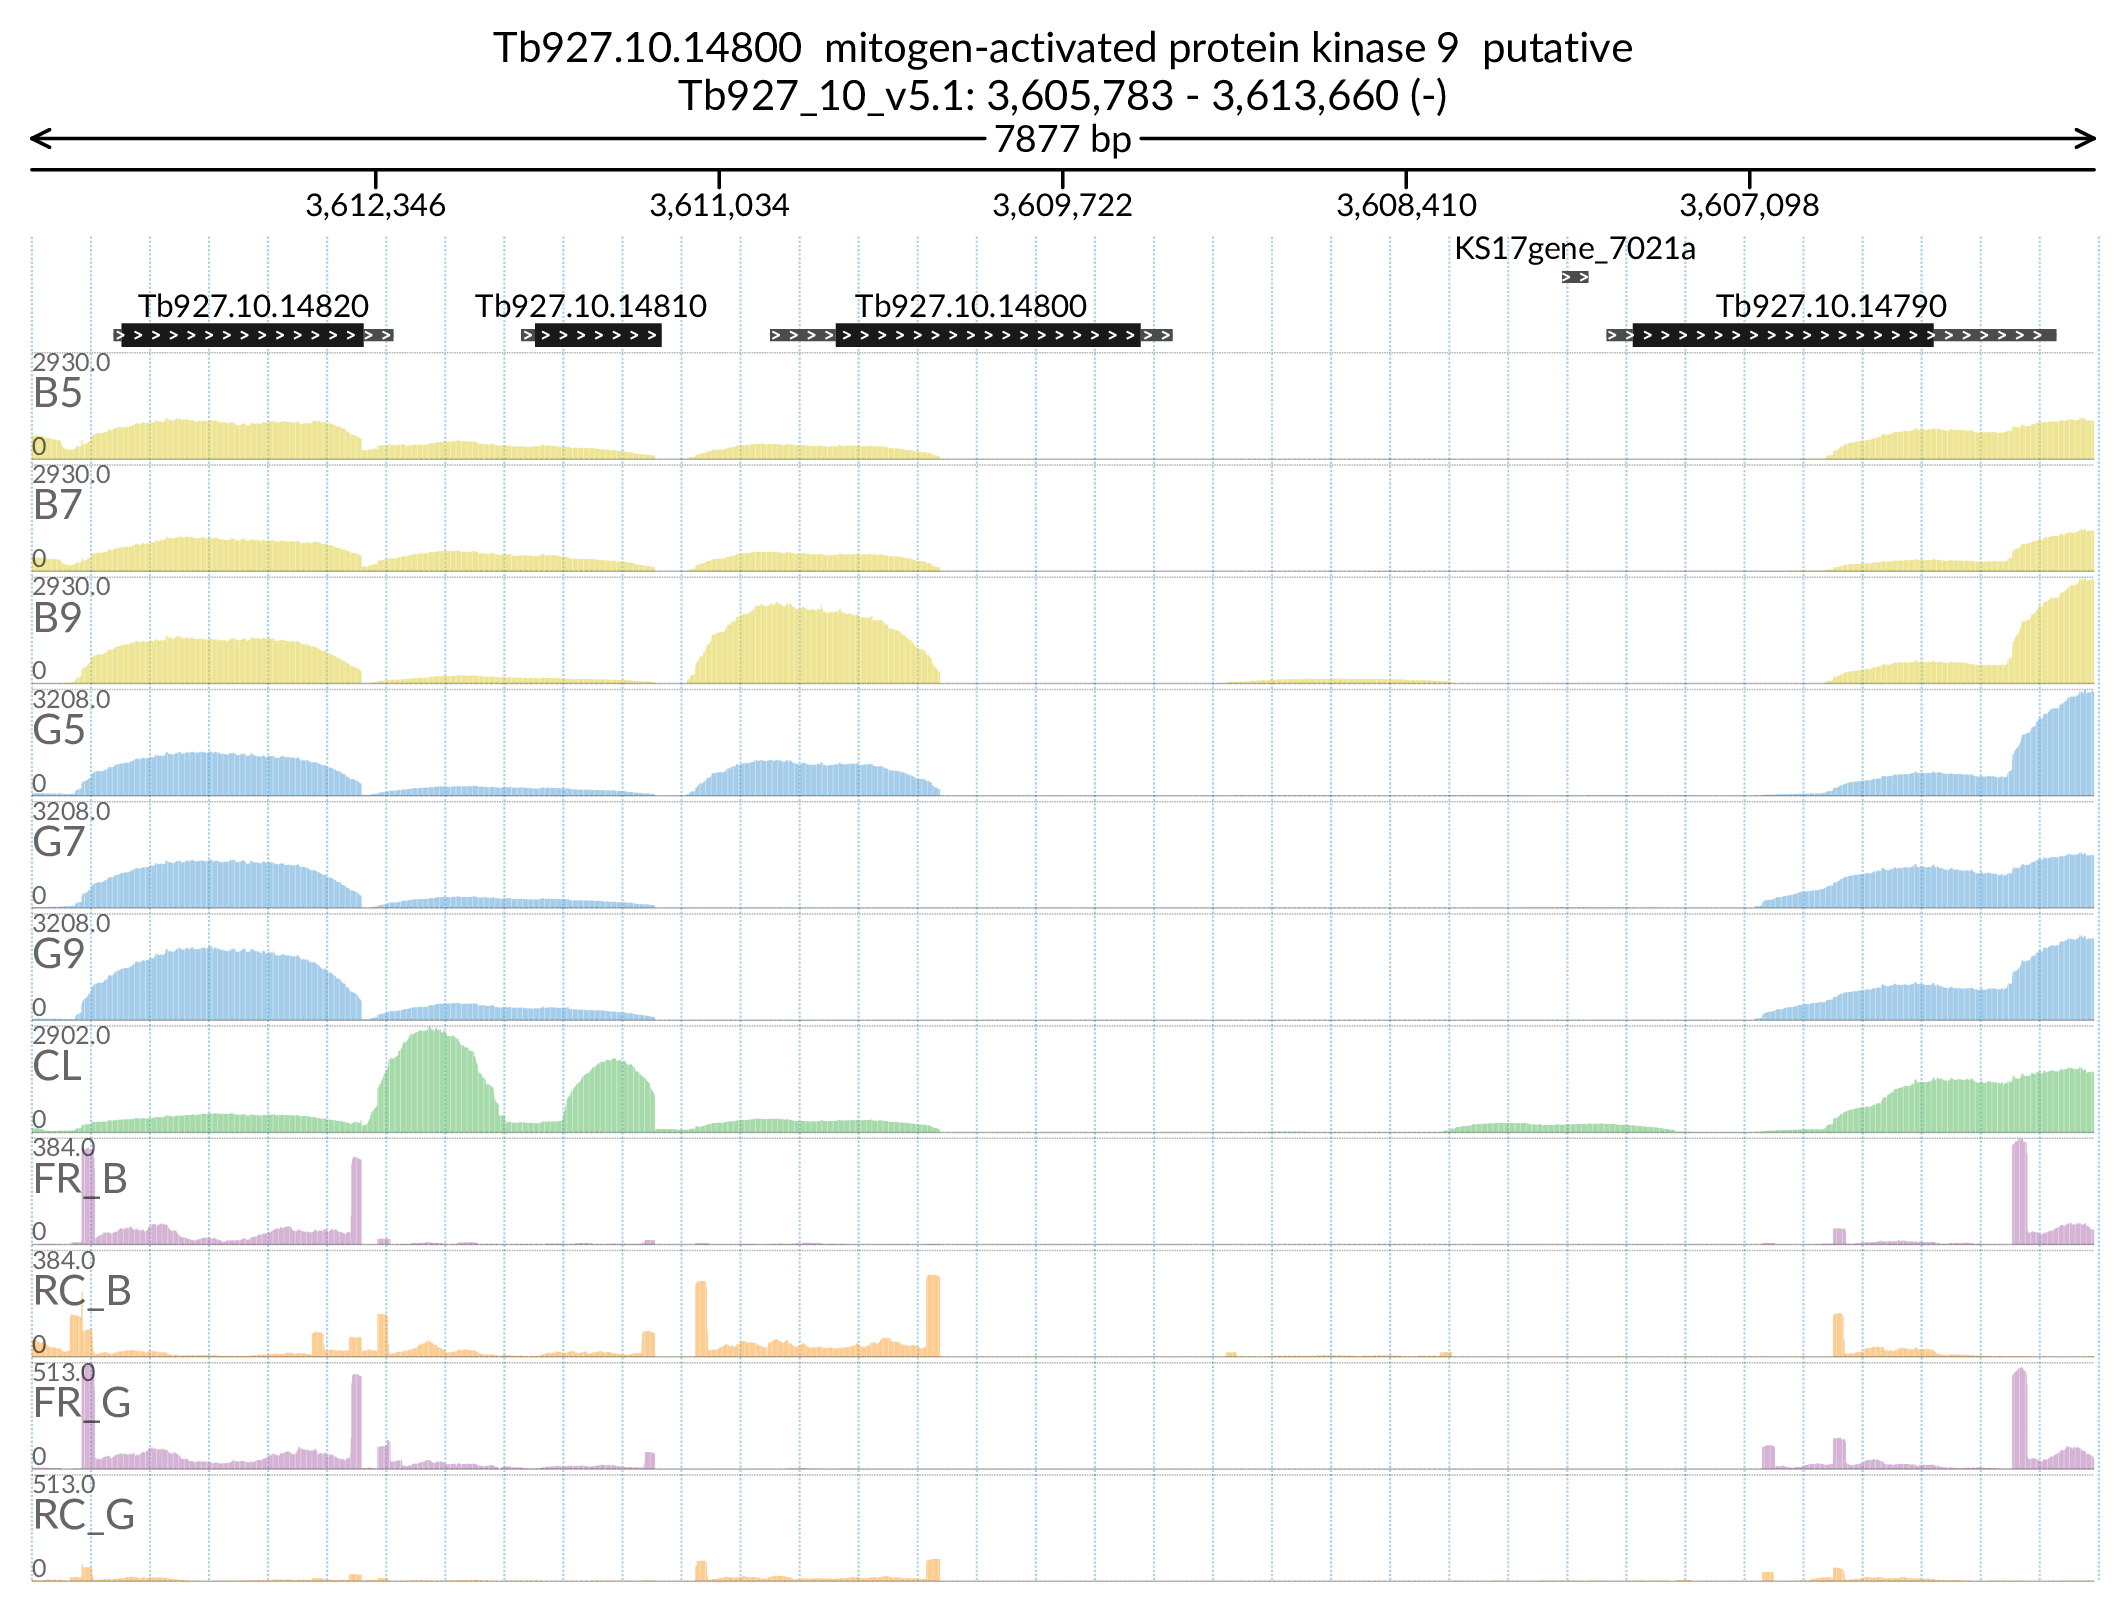 Tb927.10.14800  mitogen-activated protein kinase 9  putative
Tb927_10_v5.1: 3,605,783 - 3,613,660 (-)
7877 bp
3,612,346 3,611,034 3,609,722 3,608,410 3,607,098
KS17gene_7021a
Tb927.10.14820 Tb927.10.14810 Tb927.10.14800 Tb927.10.14790
2930.0
B5
0
2930.0
B7
0
2930.0
B9
0
3208.0
G5
0
3208.0
G7
0
3208.0
G9
0
2902.0
CL
0
384.0
FR_B
0
384.0
RC_B
0
513.0
FR_G
0
513.0
RC_G
0